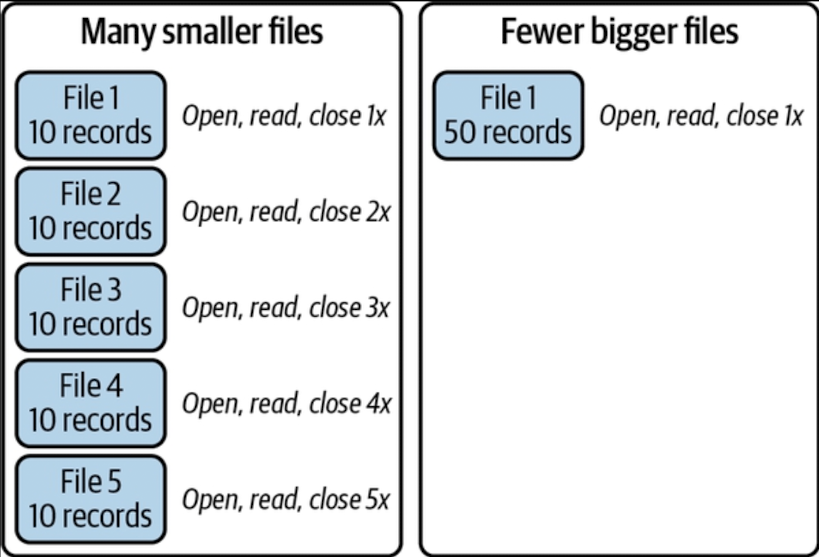 Many smaller files
File 1
10 records
Open, read, close 1x
File 2
10 records
Open, read, close 2x
File 3
10 records
Open, read, close 3x
File 4
10 records
Open, read, close 4x
File 5
10 records
Open, read, close 5x
Fewer bigger files
File 1
50 records
Open, read, close 1x